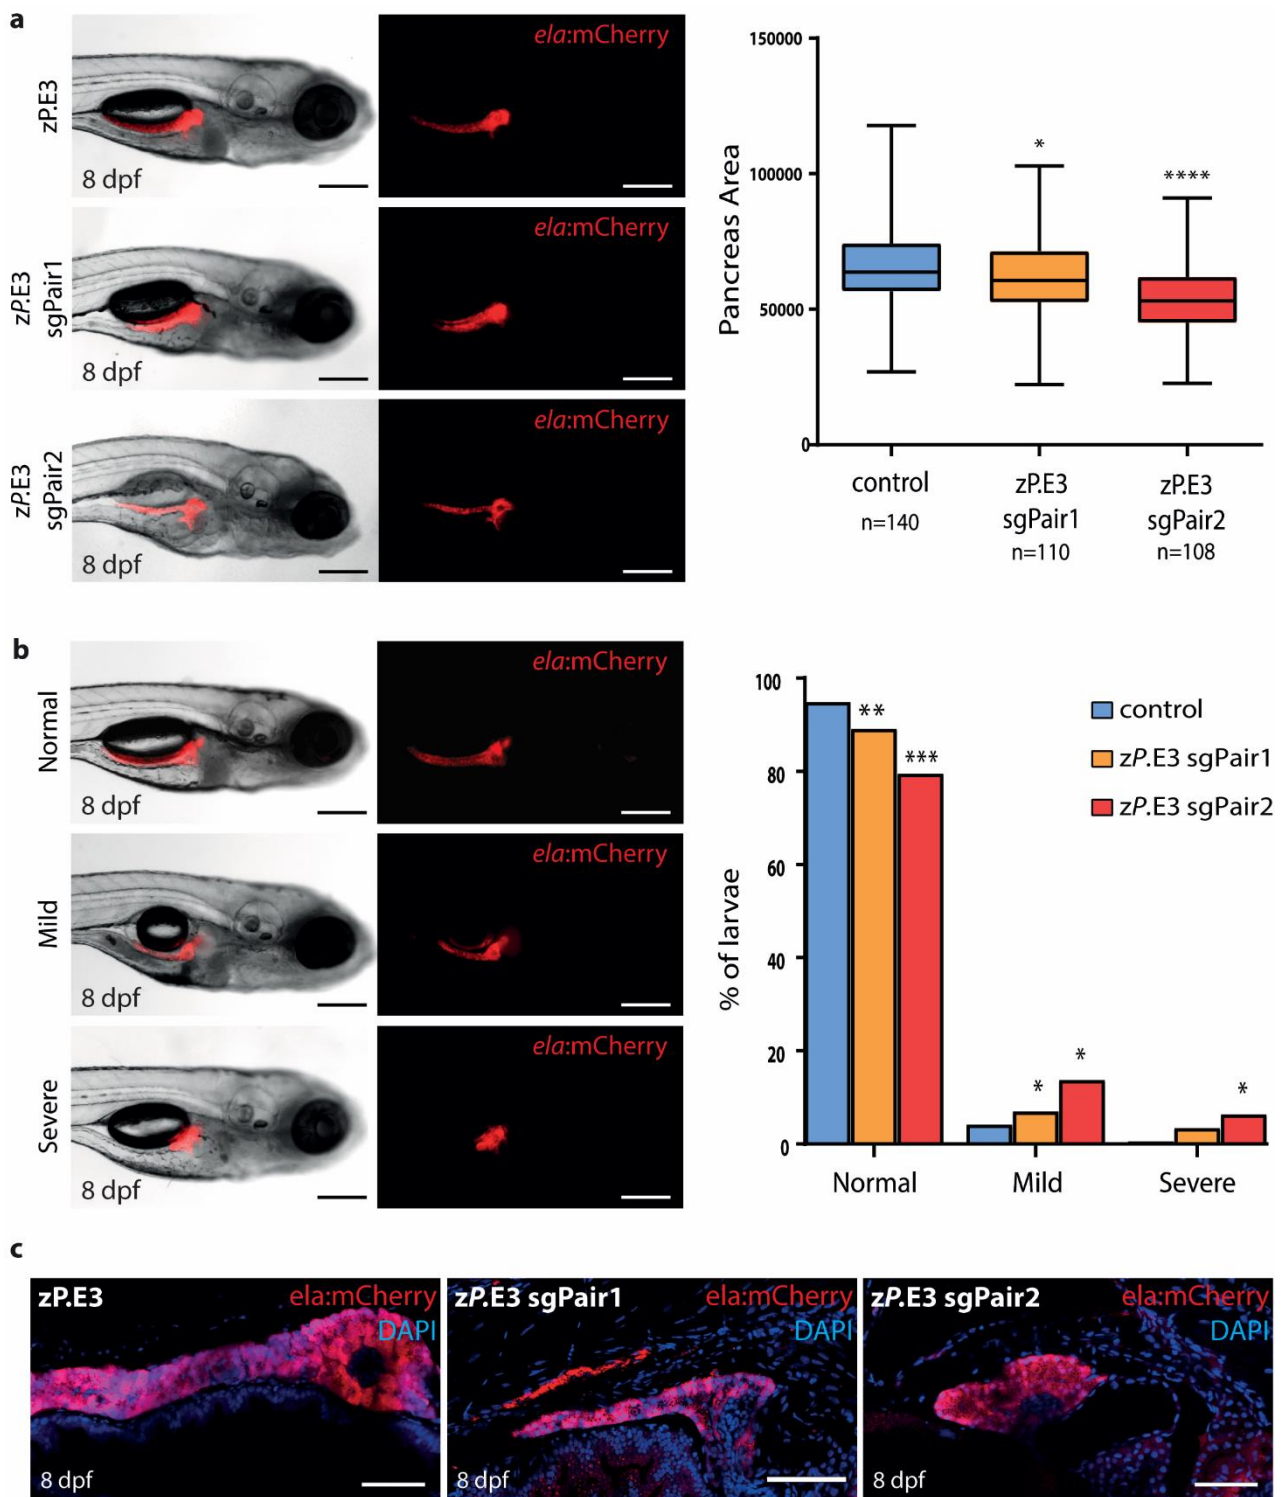 a
zP.E3
ela:mCherry
8 dpf
zP.E3
sgPair1
ela:mCherry
8 dpf
zP.E3
sgPair2
ela:mCherry
8 dpf
Pancreas Area
150000
100000
50000
0
*
****
control
n=140
zP.E3
sgPair1
n=110
zP.E3
sgPair2
n=108
b
Normal
ela:mCherry
8 dpf
Mild
ela:mCherry
8 dpf
Severe
ela:mCherry
8 dpf
% of larvae
100
80
60
40
20
0
**
***
*
*
*
control
zP.E3 sgPair1
zP.E3 sgPair2
Normal
Mild
Severe
c
zP.E3
ela:mCherry
DAPI
8 dpf
zP.E3 sgPair1
ela:mCherry
DAPI
8 dpf
zP.E3 sgPair2
ela:mCherry
DAPI
8 dpf